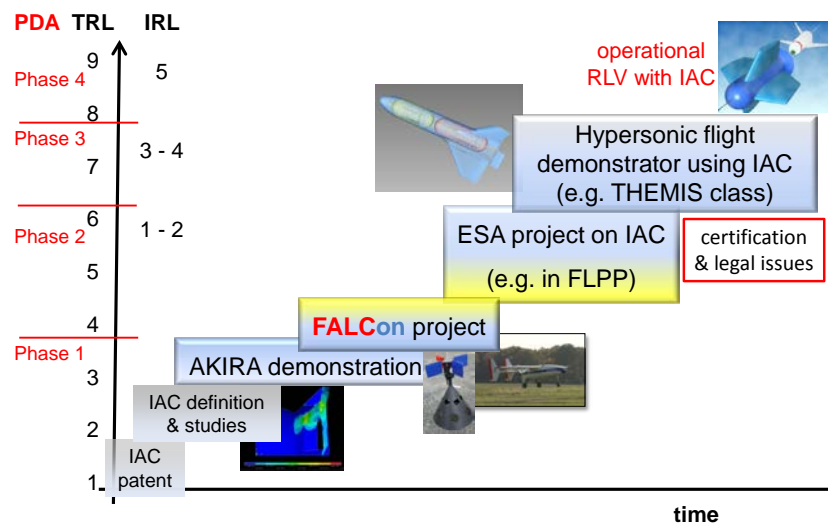 PDA TRL IRL
9
5
Phase 4
8
Phase 3
7
3 - 4
6
1 - 2
Phase 2
5
4
Phase 1
3
2
1
operational
RLV with IAC
Hypersonic flight
demonstrator using IAC
(e.g. THEMIS class)
ESA project on IAC
(e.g. in FLPP)
certification
& legal issues
FALCon project
AKIRA demonstration
IAC definition
& studies
IAC
patent
time